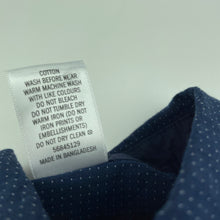 COTTON
WASH BEFORE WEAR
WARM MACHINE WASH
WITH LIKE COLOURS
DO NOT BLEACH
DO NOT TUMBLE DRY
WARM IRON (DO NOT
IRON PRINTS OR
EMBELLISHMENTS)
DO NOT DRY CLEAN ⊗
56645129
MADE IN BANGLADESH